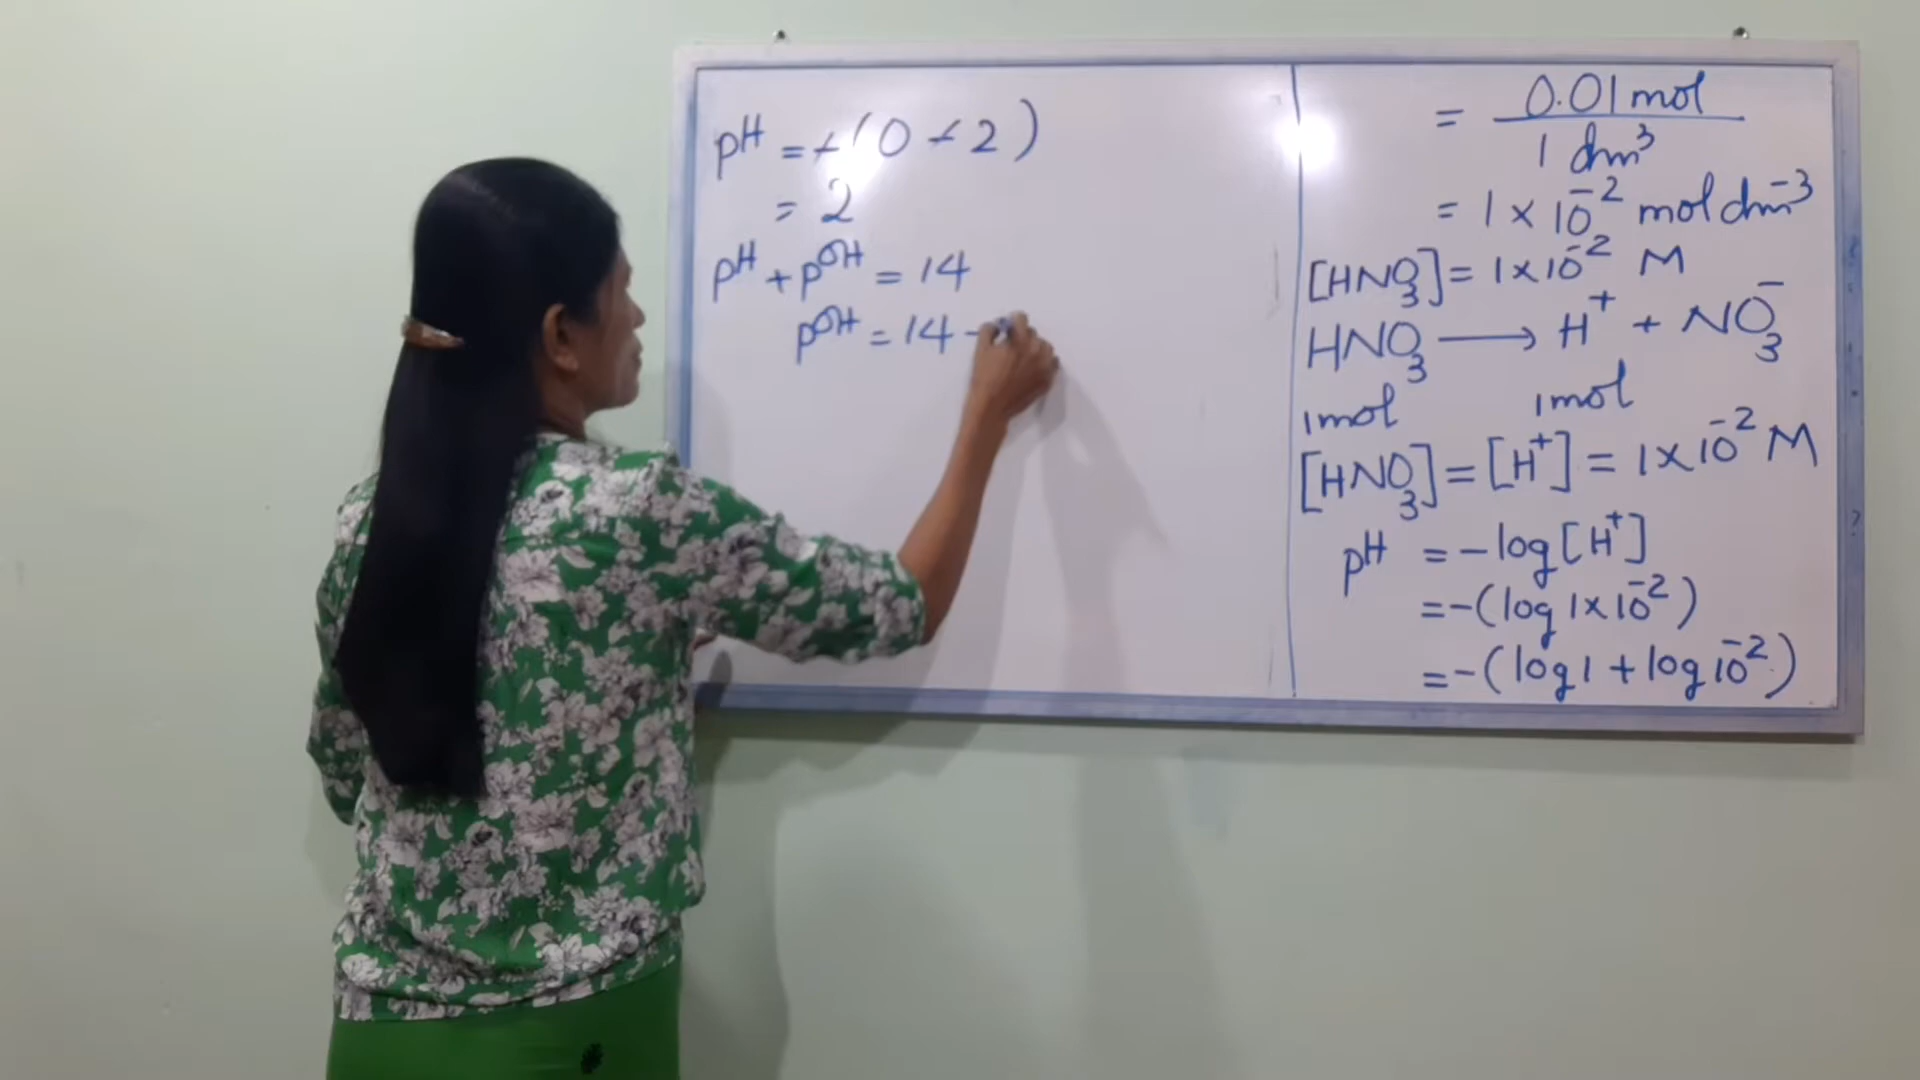 pH = -(0 - 2)
= 2
pH + pOH = 14
pOH = 14 -
= 0.01 mol / 1 dm³
= 1 × 10⁻² mol dm⁻³
[HNO₃] = 1 × 10⁻² M
HNO₃ ⟶ H⁺ + NO₃⁻
1mol 1mol
[HNO₃] = [H⁺] = 1 × 10⁻² M
pH = -log [H⁺]
= -(log 1 × 10⁻²)
= -(log 1 + log 10⁻²)